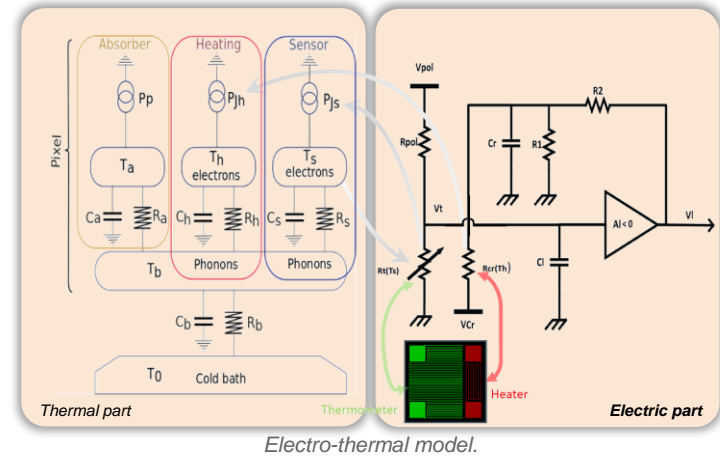 Absorber
Heating
Sensor
Pp
PJh
PJs
Pixel
Ta
Th
electrons
Ts
electrons
Ca
Ra
Ch
Rh
Cs
Rs
Tb
Phonons
Phonons
Cb
Rb
T0
Cold bath
Thermal part
Vpol
Rpol
Vt
Rt(Ts)
Cr
R1
R2
Rcr(Th)
VCr
Cl
Al < 0
Vl
Thermometer
Heater
Electric part
Electro-thermal model.